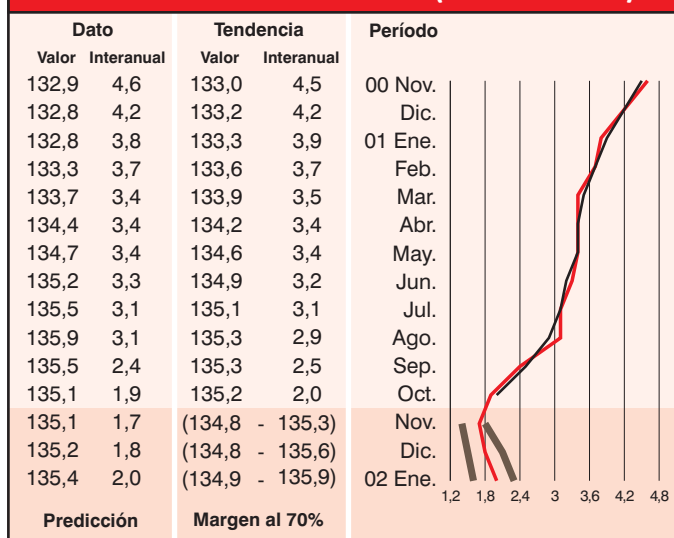 Dato Tendencia Período
Valor Interanual Valor Interanual
132,9 4,6 133,0 4,5 00 Nov.
132,8 4,2 133,2 4,2 Dic.
132,8 3,8 133,3 3,9 01 Ene.
133,3 3,7 133,6 3,7 Feb.
133,7 3,4 133,9 3,5 Mar.
134,4 3,4 134,2 3,4 Abr.
134,7 3,4 134,6 3,4 May.
135,2 3,3 134,9 3,2 Jun.
135,5 3,1 135,1 3,1 Jul.
135,9 3,1 135,3 2,9 Ago.
135,5 2,4 135,3 2,5 Sep.
135,1 1,9 135,2 2,0 Oct.
135,1 1,7 (134,8 - 135,3) Nov.
135,2 1,8 (134,8 - 135,6) Dic.
135,4 2,0 (134,9 - 135,9) 02 Ene.
1,2 1,8 2,4 3 3,6 4,2 4,8
Predicción Margen al 70%